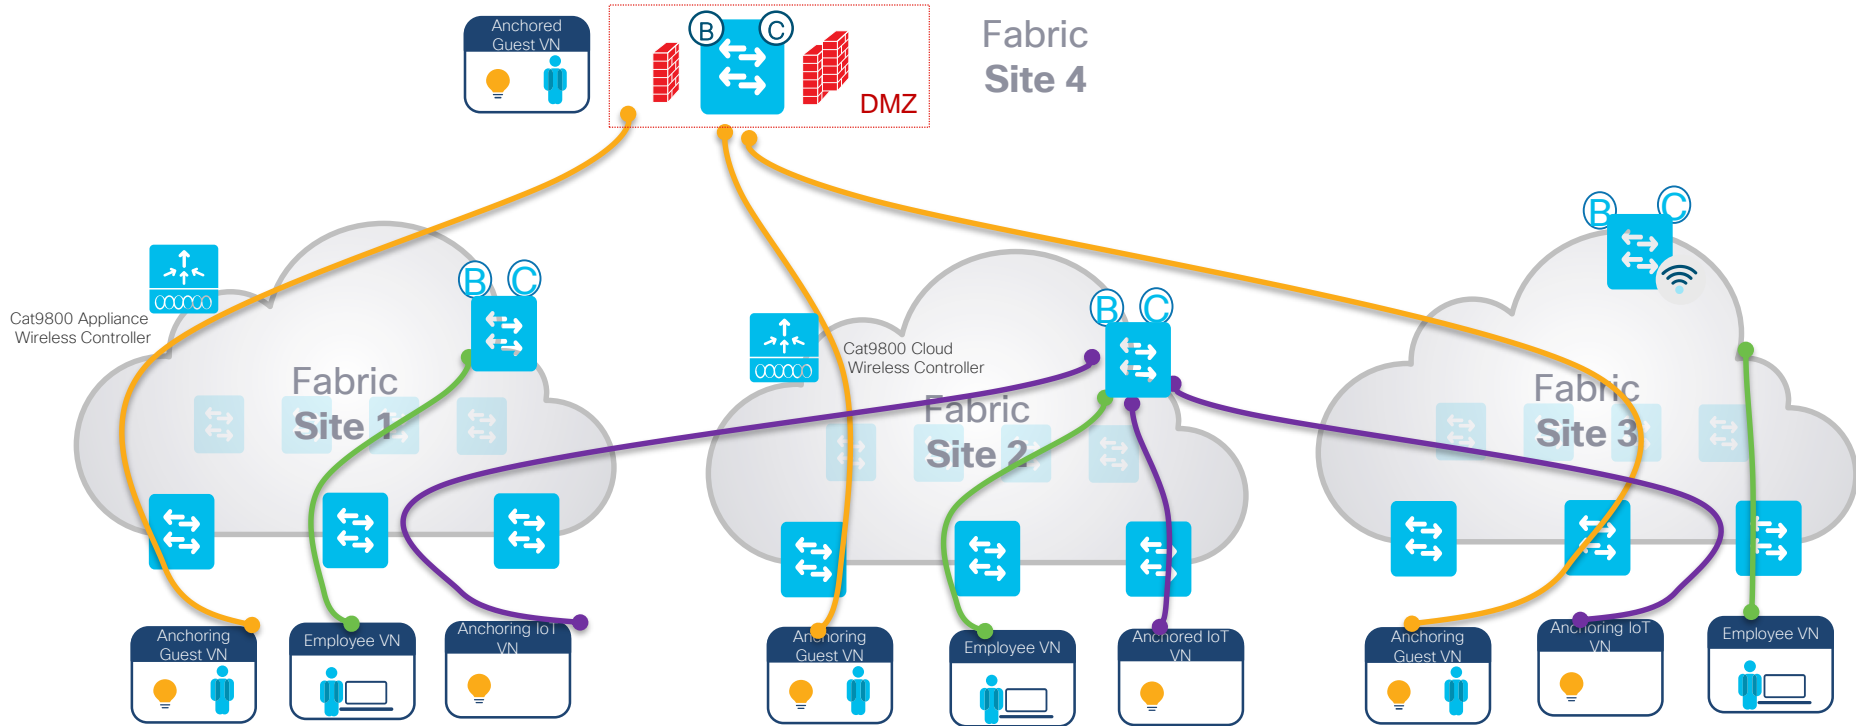 Anchored
Guest VN
B
C
DMZ
Fabric
Site 4
Cat9800 Appliance
Wireless Controller
B
C
Fabric
Site 1
Cat9800 Cloud
Wireless Controller
B
C
Fabric
Site 2
B
C
Fabric
Site 3
Anchoring
Guest VN
Employee VN
Anchoring IoT
VN
Anchoring
Guest VN
Employee VN
Anchored IoT
VN
Anchoring
Guest VN
Anchoring IoT
VN
Employee VN